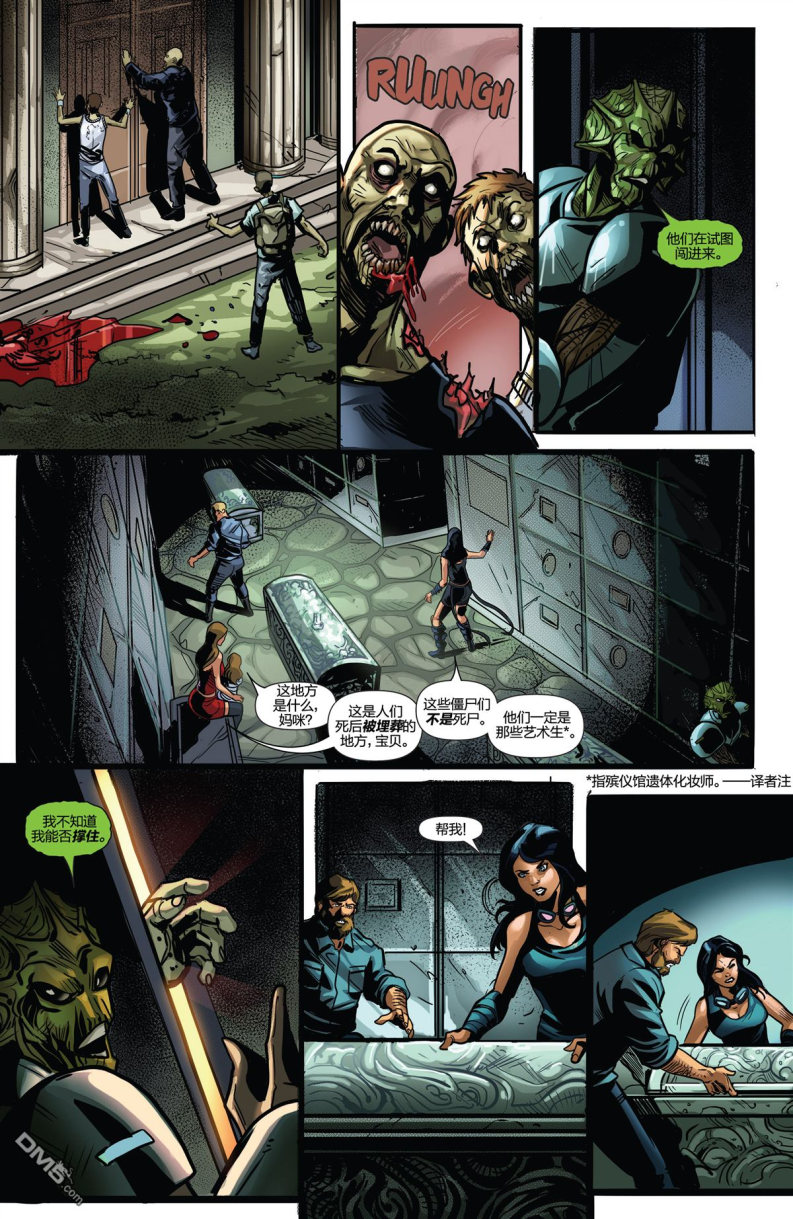 RUUNGH
他们在试图
闯进来。
这地方
是什么，
妈咪？
这是人们
死后被埋葬的
地方，宝贝。
这些僵尸们
不是死尸。
他们一定是
那些艺术生*。
*指殡仪馆遗体化妆师。——译者注
我不知道
我能否撑住。
帮我！
DM5
.com